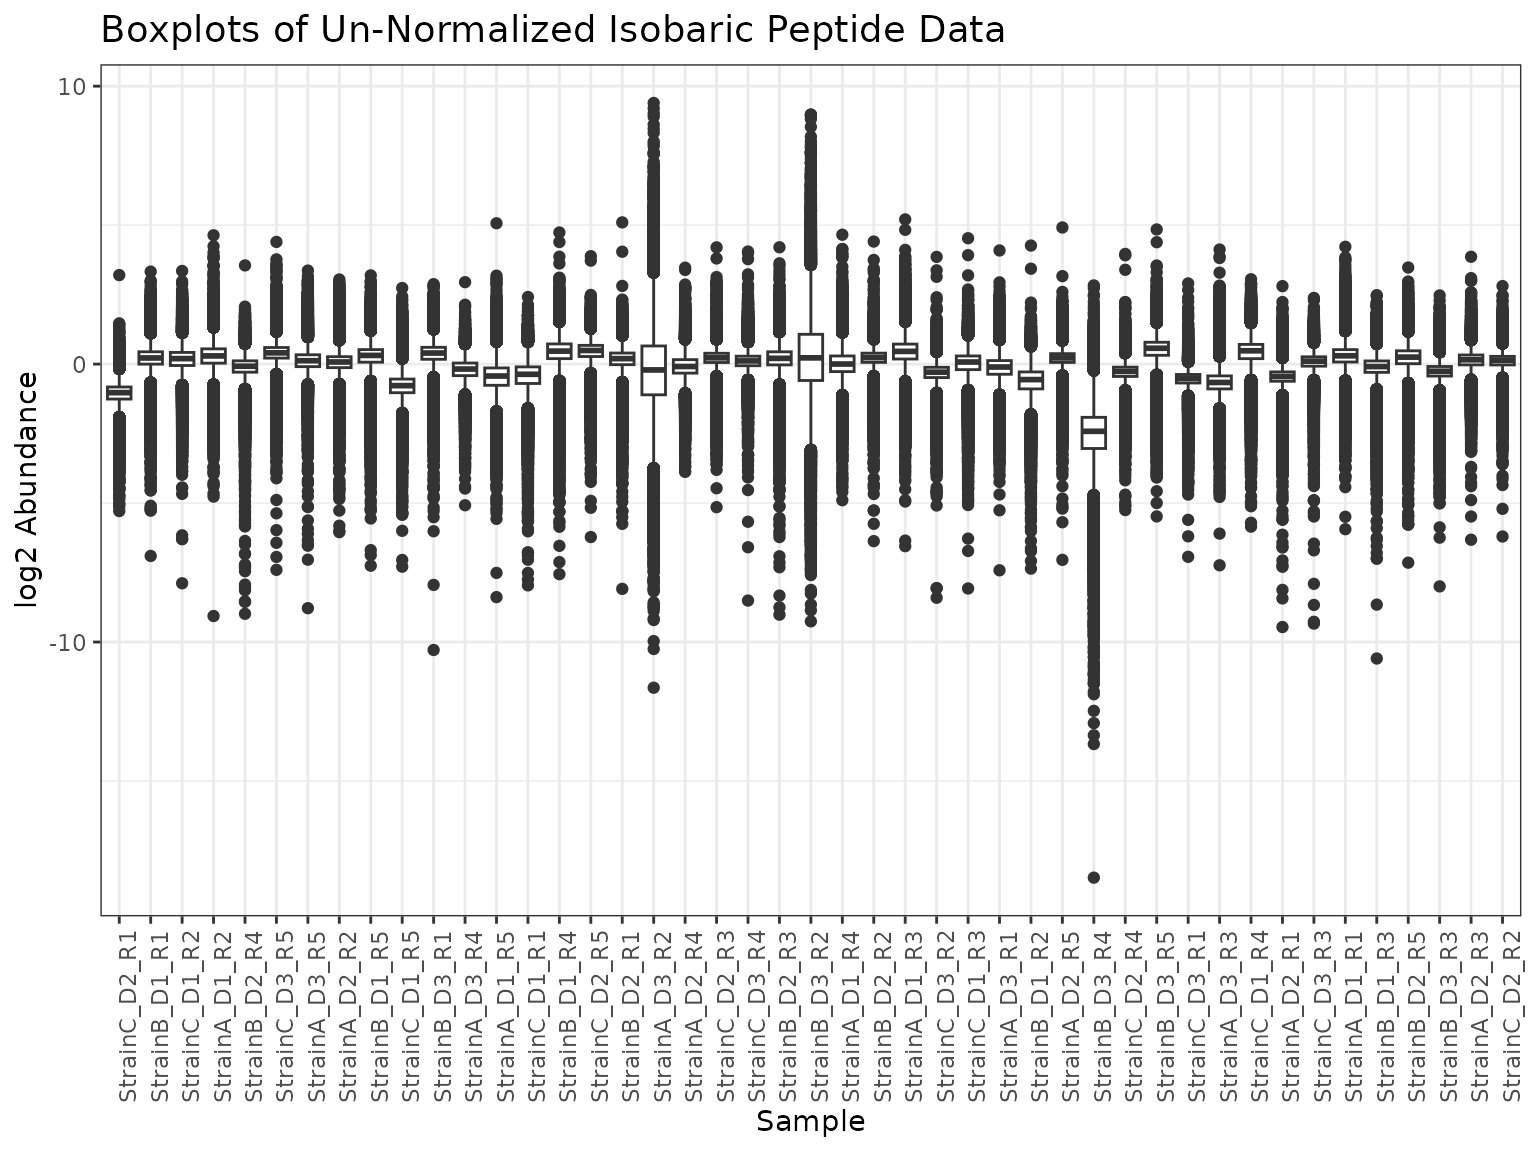 Boxplots of Un-Normalized Isobaric Peptide Data
log2 Abundance
10
0
-10
StrainC_D2_R1
StrainB_D1_R1
StrainC_D1_R2
StrainA_D1_R2
StrainB_D2_R4
StrainC_D3_R5
StrainA_D3_R5
StrainA_D2_R2
StrainB_D1_R5
StrainC_D1_R5
StrainB_D3_R1
StrainA_D3_R4
StrainA_D1_R5
StrainC_D1_R1
StrainB_D1_R4
StrainC_D2_R5
StrainB_D2_R1
StrainA_D3_R2
StrainA_D2_R4
StrainC_D2_R3
StrainC_D3_R4
StrainB_D2_R3
StrainB_D3_R2
StrainA_D1_R4
StrainB_D2_R2
StrainA_D1_R3
StrainC_D3_R2
StrainC_D1_R3
StrainA_D3_R1
StrainB_D1_R2
StrainA_D2_R5
StrainB_D3_R4
StrainC_D2_R4
StrainB_D3_R5
StrainC_D3_R1
StrainA_D3_R3
StrainC_D1_R4
StrainA_D2_R1
StrainC_D3_R3
StrainA_D1_R1
StrainB_D1_R3
StrainB_D2_R5
StrainB_D3_R3
StrainA_D2_R3
StrainC_D2_R2
Sample